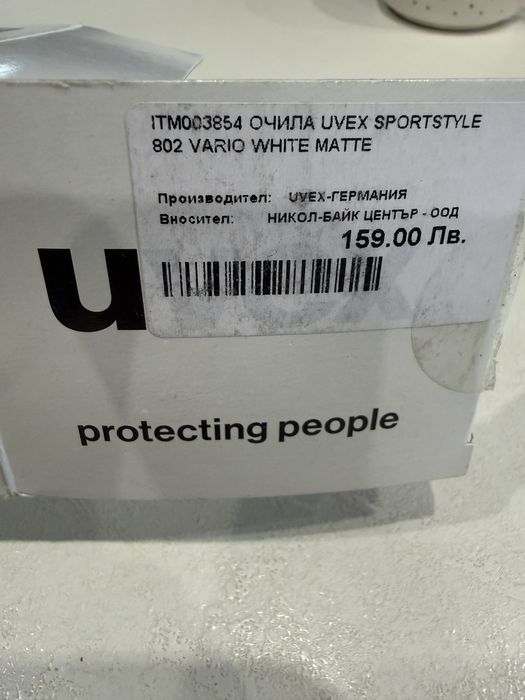 ITM003854 ОЧИЛА UVEX SPORTSTYLE
802 VARIO WHITE MATTE
Производител: UVEX-ГЕРМАНИЯ
Вносител: НИКОЛ-БАЙК ЦЕНТЪР - ООД
159.00 Лв.
uvex
protecting people